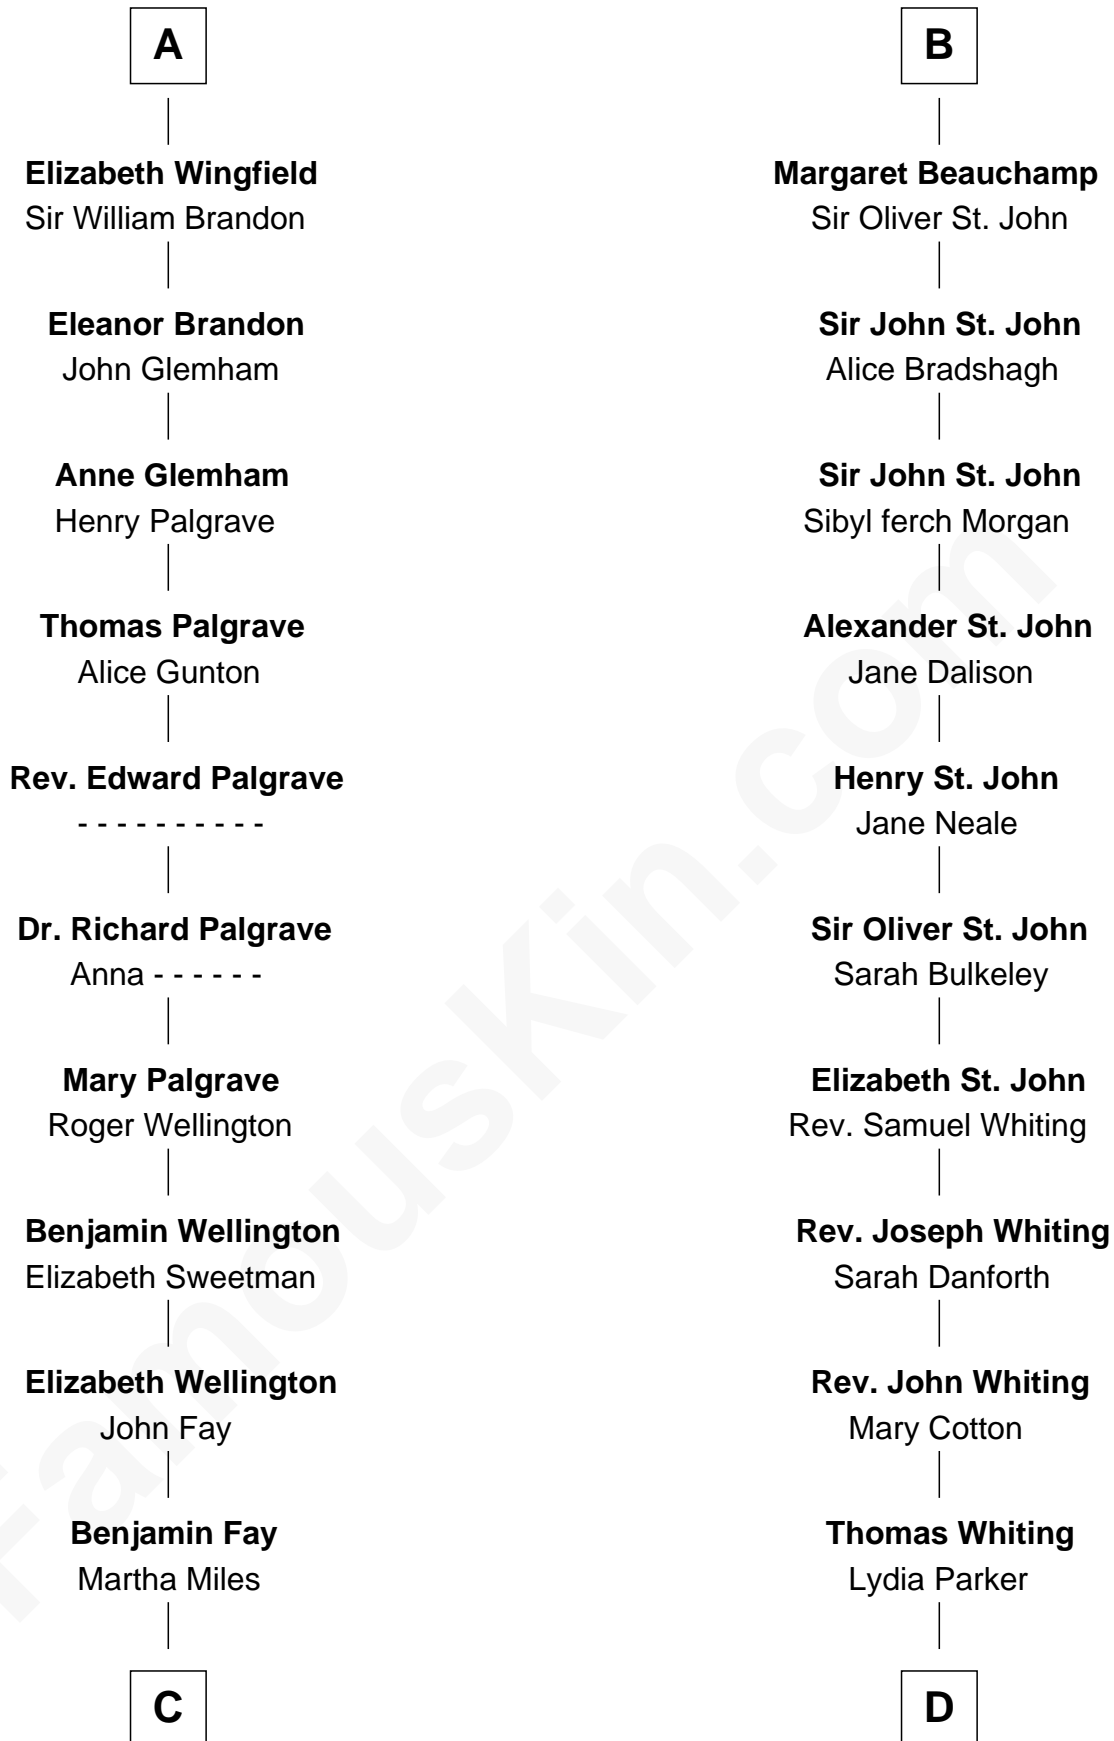 A
Elizabeth Wingfield
Sir William Brandon
Eleanor Brandon
John Glemham
Anne Glemham
Henry Palgrave
Thomas Palgrave
Alice Gunton
Rev. Edward Palgrave
- - - - - - - - - -
Dr. Richard Palgrave
Anna - - - - - -
Mary Palgrave
Roger Wellington
Benjamin Wellington
Elizabeth Sweetman
Elizabeth Wellington
John Fay
Benjamin Fay
Martha Miles
C
B
Margaret Beauchamp
Sir Oliver St. John
Sir John St. John
Alice Bradshagh
Sir John St. John
Sibyl ferch Morgan
Alexander St. John
Jane Dalison
Henry St. John
Jane Neale
Sir Oliver St. John
Sarah Bulkeley
Elizabeth St. John
Rev. Samuel Whiting
Rev. Joseph Whiting
Sarah Danforth
Rev. John Whiting
Mary Cotton
Thomas Whiting
Lydia Parker
D
FamousKin.com